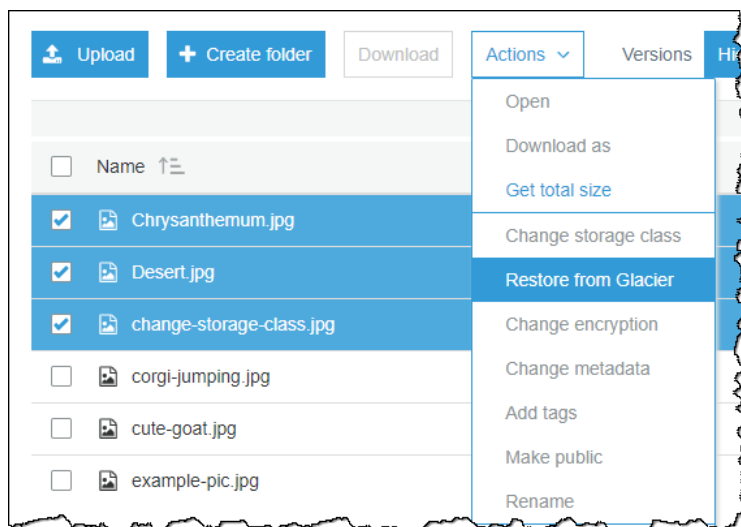 Upload
Create folder
Download
Actions
Versions
Hi
Open
Download as
Get total size
Change storage class
Restore from Glacier
Change encryption
Change metadata
Add tags
Make public
Rename
Name
Chrysanthemum.jpg
Desert.jpg
change-storage-class.jpg
corgi-jumping.jpg
cute-goat.jpg
example-pic.jpg